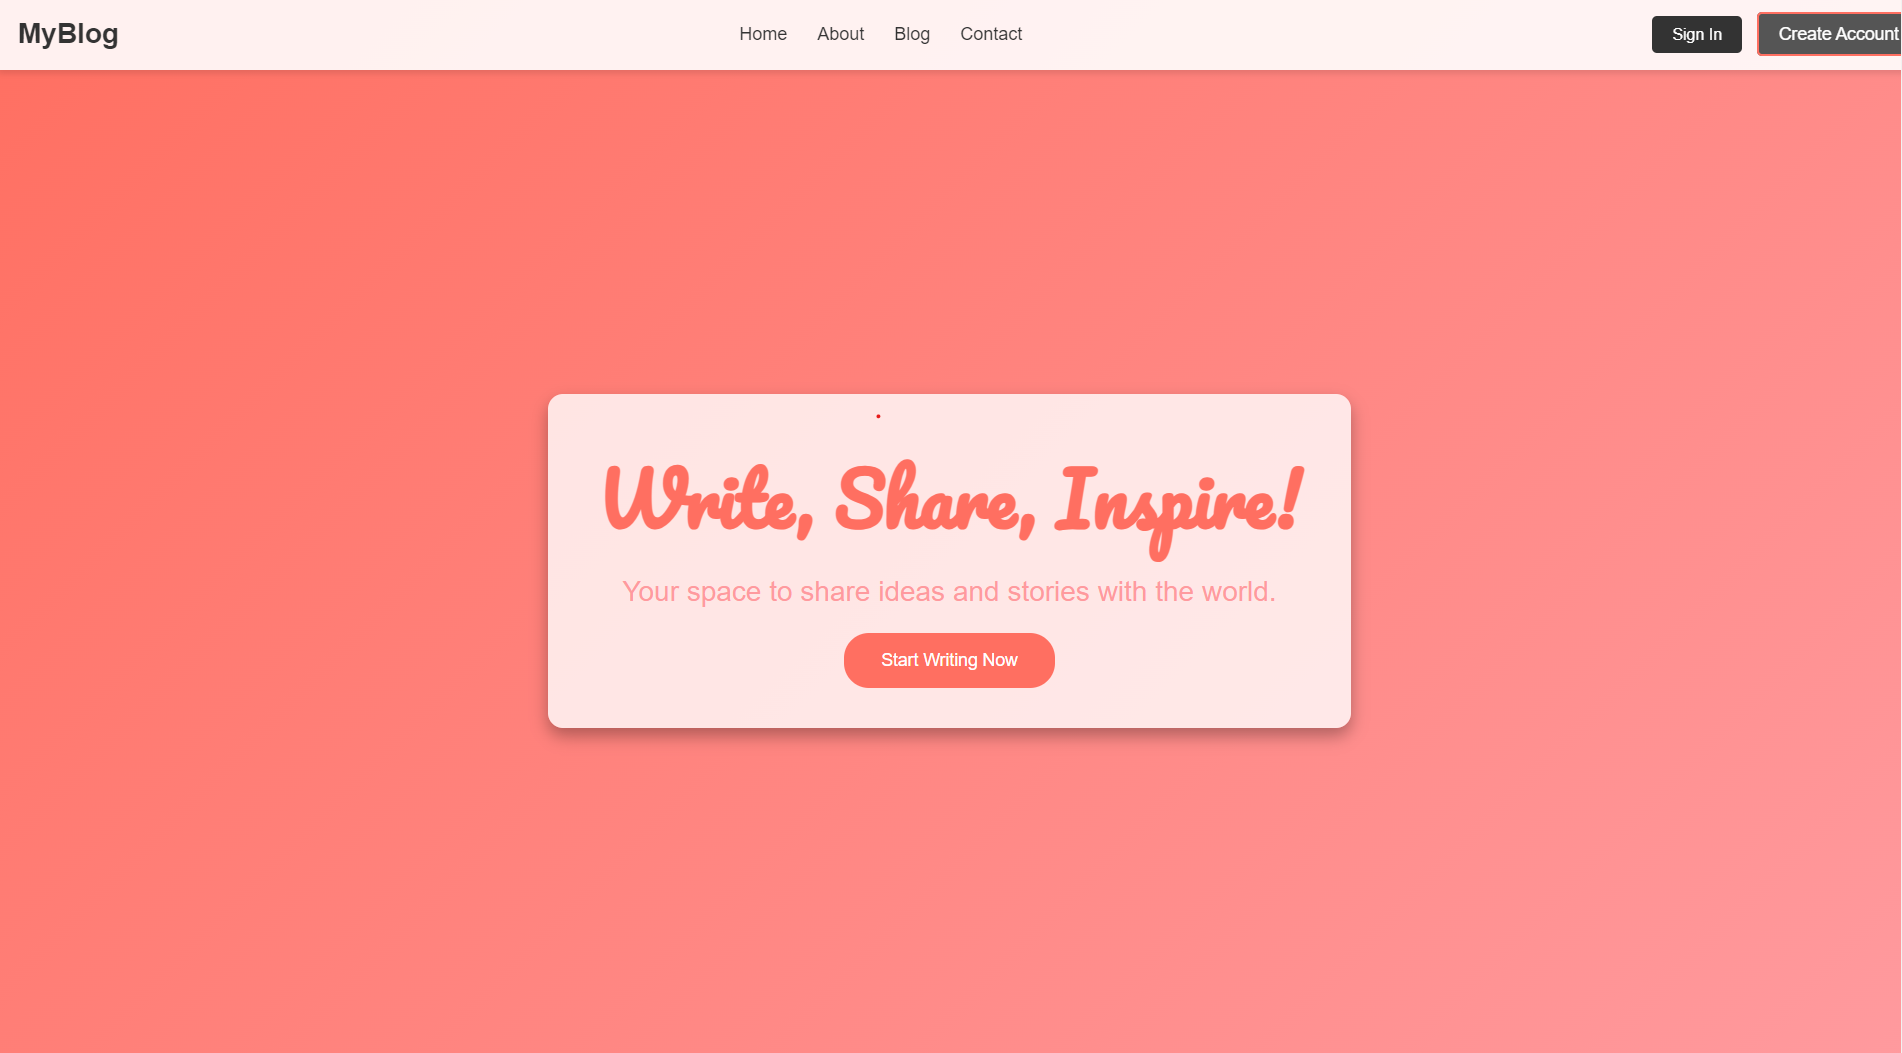 MyBlog
Home About Blog Contact
Sign In
Create Account
Write, Share, Inspire!
Your space to share ideas and stories with the world.
Start Writing Now